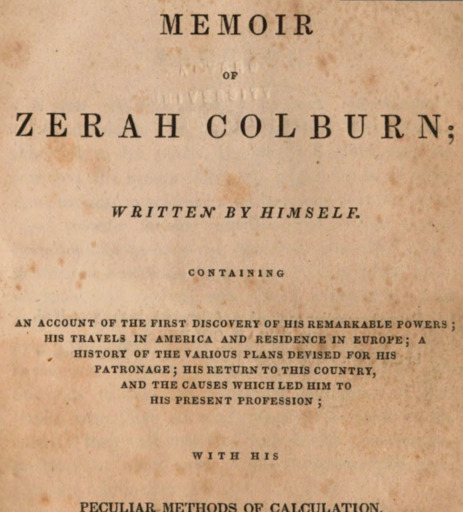 MEMOIR
OF
ZERAH COLBURN;
WRITTEN BY HIMSELF.
CONTAINING
AN ACCOUNT OF THE FIRST DISCOVERY OF HIS REMARKABLE POWERS;
HIS TRAVELS IN AMERICA AND RESIDENCE IN EUROPE; A
HISTORY OF THE VARIOUS PLANS DEVISED FOR HIS
PATRONAGE; HIS RETURN TO THIS COUNTRY,
AND THE CAUSES WHICH LED HIM TO
HIS PRESENT PROFESSION;
WITH HIS
PECULIAR METHODS OF CALCULATION.